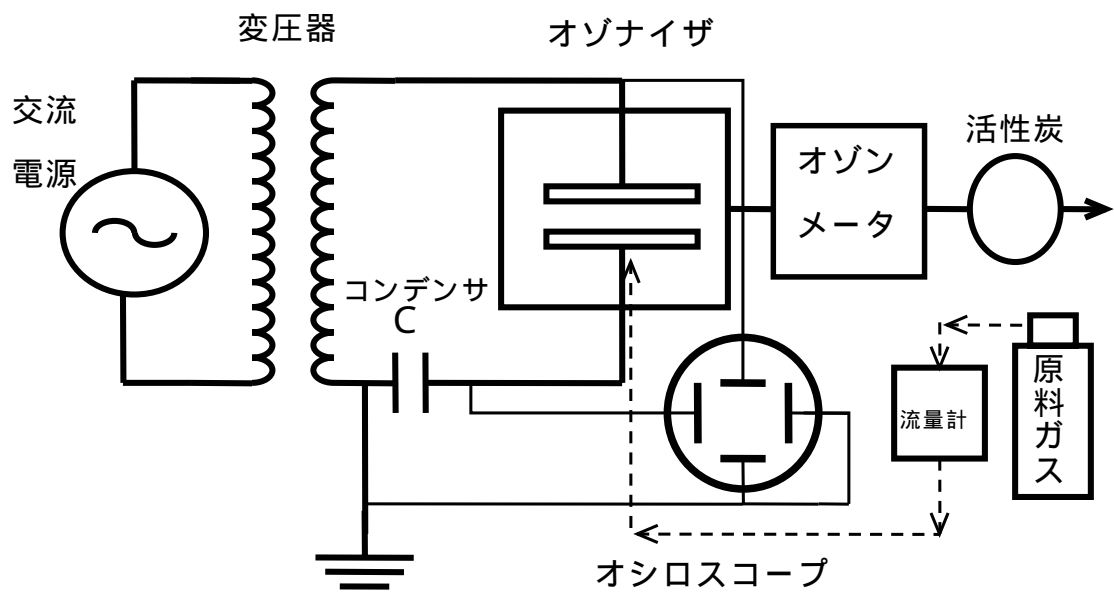 変圧器
オゾナイザ
交流
電源
オゾン
メータ
活性炭
コンデンサ
C
流量計
原料ガス
オシロスコープ